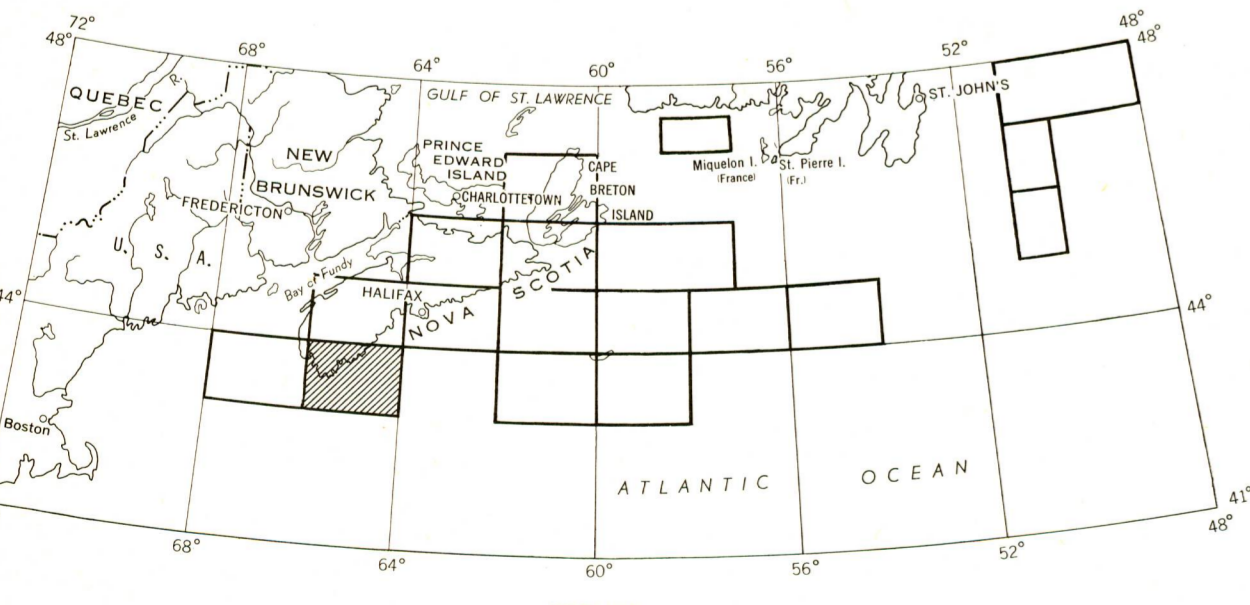 72°
48°
68°
64°
60°
56°
52°
48°
48°
QUEBEC
R.
St. Lawrence
GULF OF ST. LAWRENCE
ST. JOHN'S
NEW
BRUNSWICK
PRINCE
EDWARD
ISLAND
CAPE
BRETON
ISLAND
Miquelon I.
(France)
St. Pierre I.
(Fr.)
CHARLOTTETOWN
FREDERICTON
U. S. A.
Bay of Fundy
HALIFAX
NOVA SCOTIA
44°
44°
Boston
ATLANTIC OCEAN
41°
48°
68°
64°
60°
56°
52°